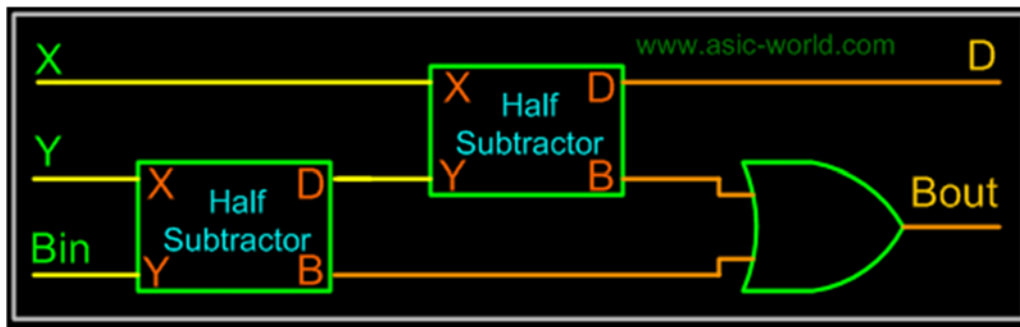 www.asic-world.com
X
D
X
D
Half
Subtractor
Y
B
Y
X
D
Half
Subtractor
Y
B
Bin
Bout